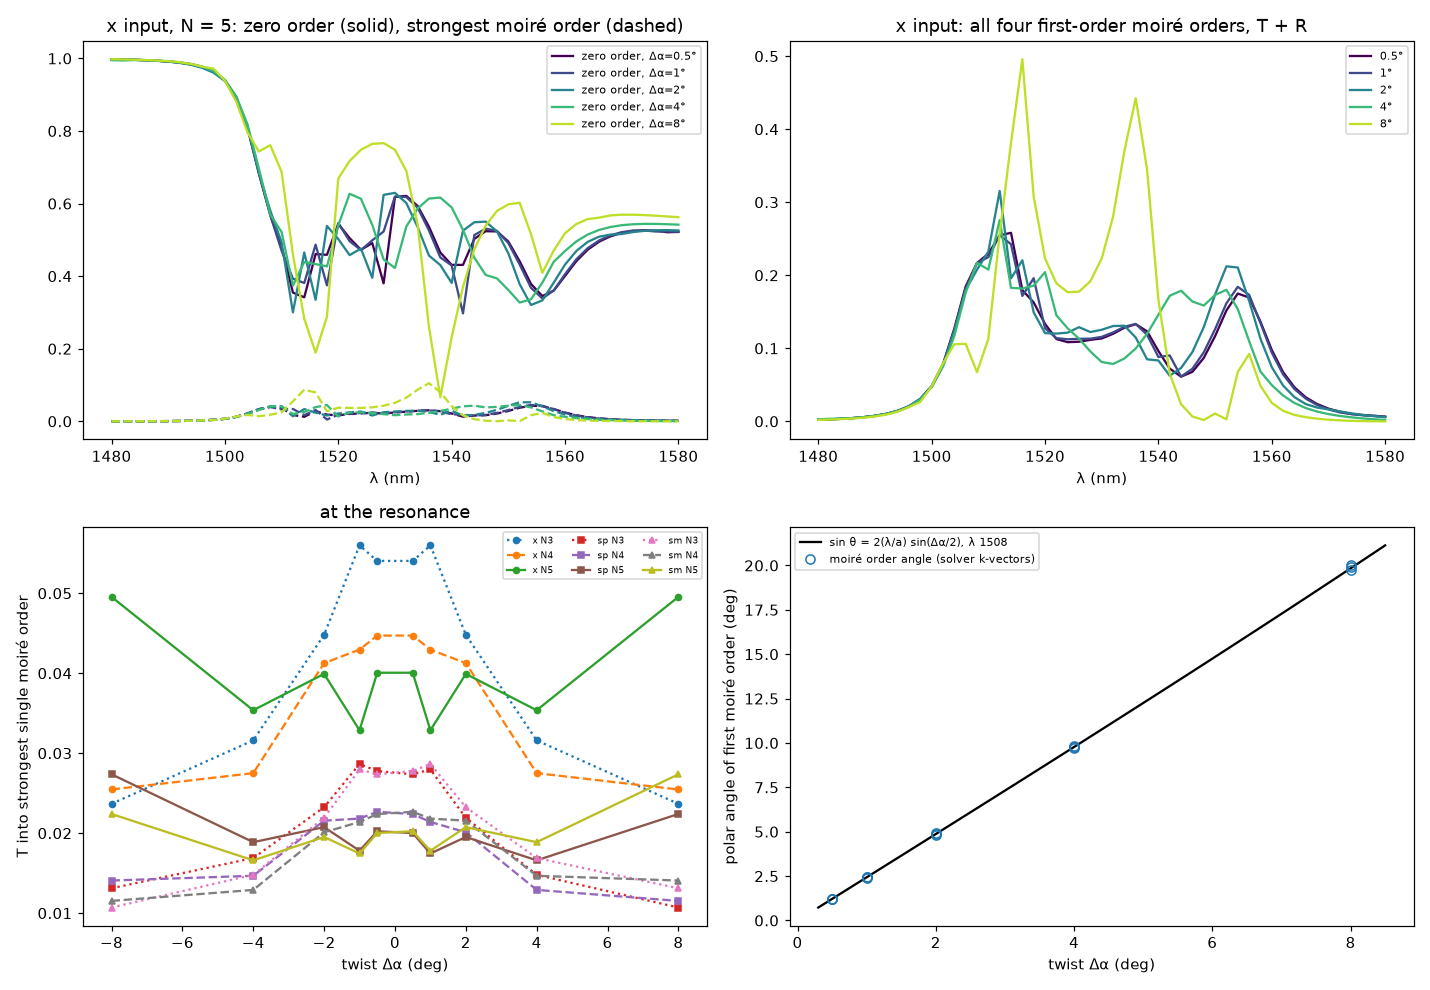 x input, N = 5: zero order (solid), strongest moiré order (dashed)
1.0
0.8
0.6
0.4
0.2
0.0
zero order, Δα=0.5°
zero order, Δα=1°
zero order, Δα=2°
zero order, Δα=4°
zero order, Δα=8°
1480 1500 1520 1540 1560 1580
λ (nm)
x input: all four first-order moiré orders, T + R
0.5
0.4
0.3
0.2
0.1
0.0
0.5°
1°
2°
4°
8°
1480 1500 1520 1540 1560 1580
λ (nm)
at the resonance
T into strongest single moiré order
0.05
0.04
0.03
0.02
0.01
x N3 sp N3 sm N3
x N4 sp N4 sm N4
x N5 sp N5 sm N5
−8 −6 −4 −2 0 2 4 6 8
twist Δα (deg)
polar angle of first moiré order (deg)
20.0
17.5
15.0
12.5
10.0
7.5
5.0
2.5
0.0
sin θ = 2(λ/a) sin(Δα/2), λ 1508
moiré order angle (solver k-vectors)
0 2 4 6 8
twist Δα (deg)